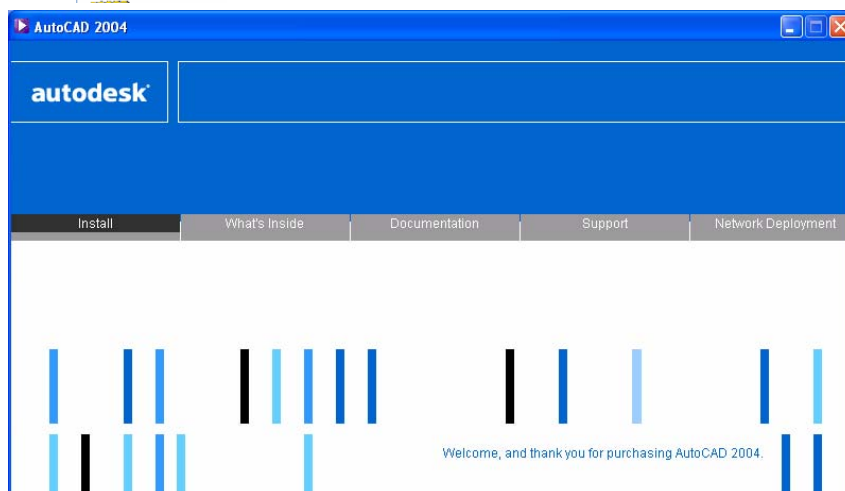 AutoCAD 2004
autodesk®
Install What's Inside Documentation Support Network Deployment
Welcome, and thank you for purchasing AutoCAD 2004.